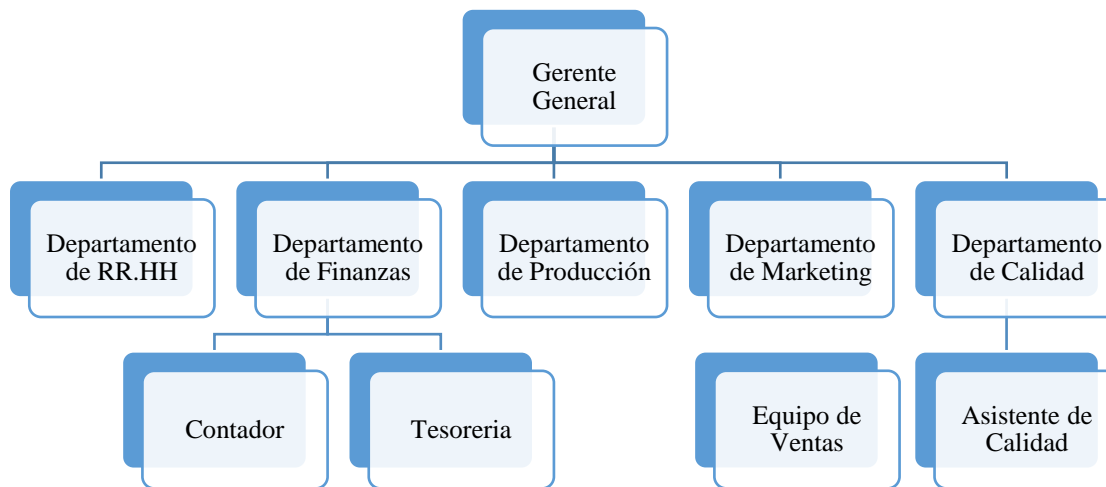 Gerente
General
Departamento
de RR.HH
Departamento
de Finanzas
Departamento
de Producción
Departamento
de Marketing
Departamento
de Calidad
Contador
Tesoreria
Equipo de
Ventas
Asistente de
Calidad